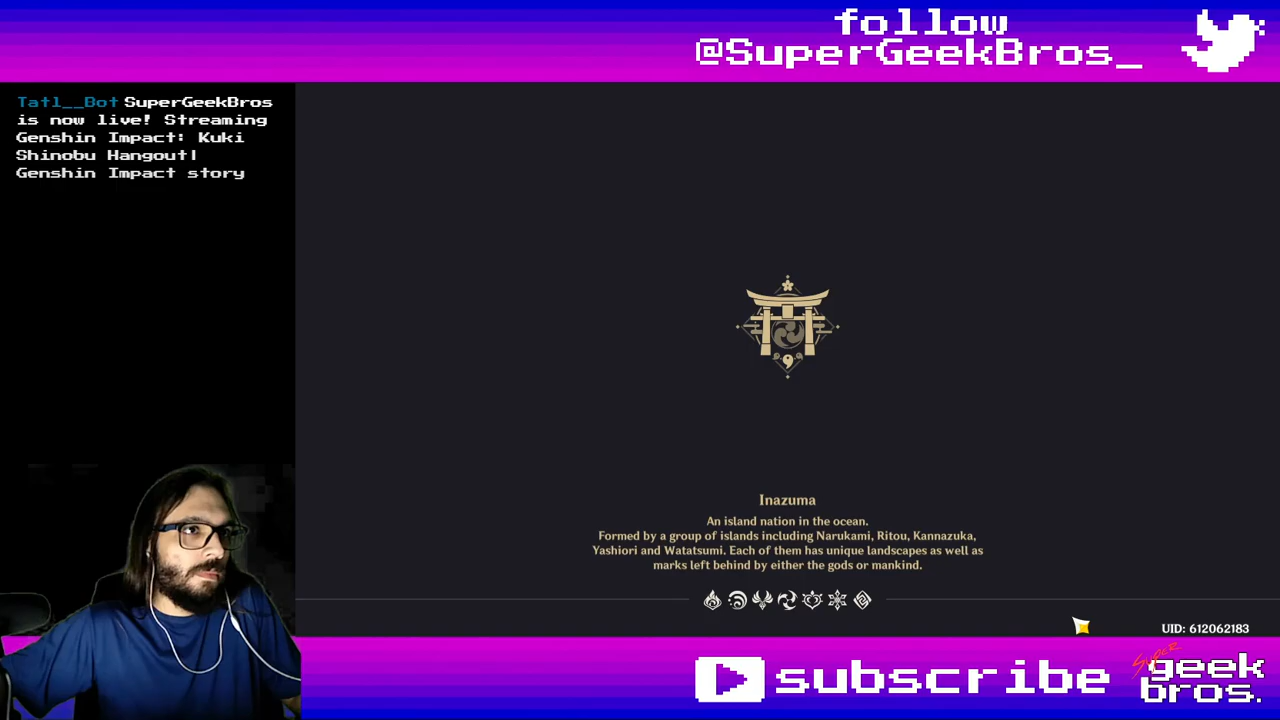 follow
@SuperGeekBros_
Tatl__Bot SuperGeekBros
is now live! Streaming
Genshin Impact: Kuki
Shinobu Hangout|
Genshin Impact story
Inazuma
An island nation in the ocean.
Formed by a group of islands including Narukami, Ritou, Kannazuka,
Yashiori and Watatsumi. Each of them has unique landscapes as well as
marks left behind by either the gods or mankind.
UID: 612062183
subscribe
SUPER
geek
bros.